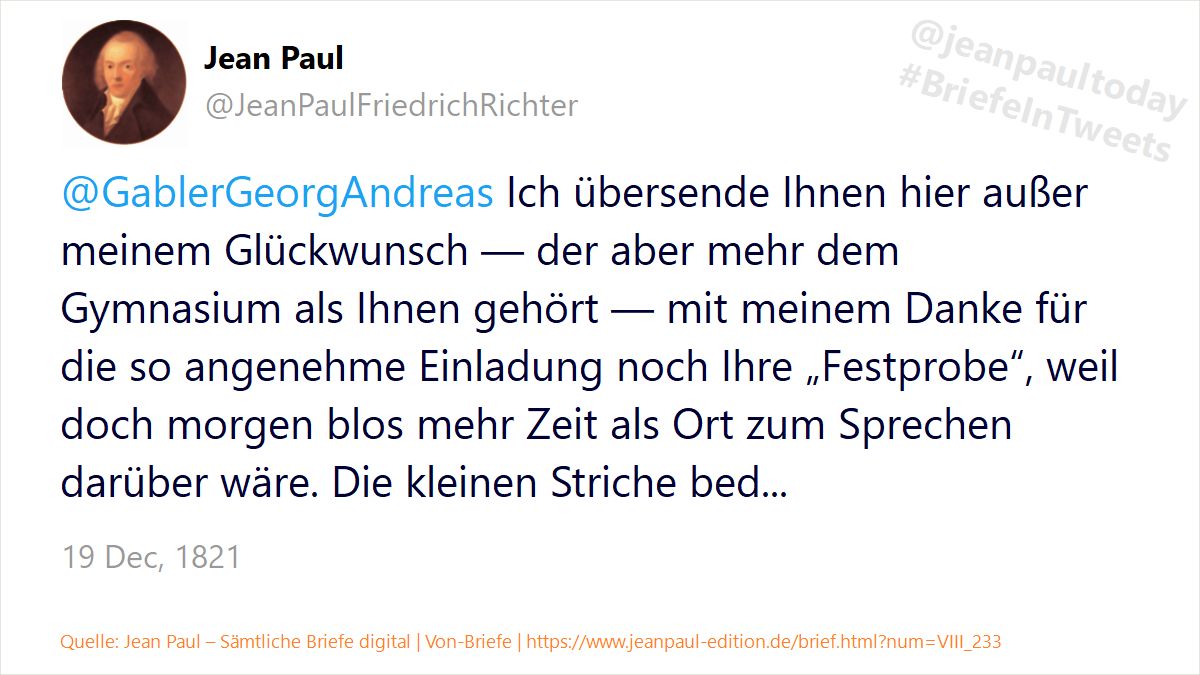 Jean Paul
@JeanPaulFriedrichRichter
@jeanpaultoday
#BriefeInTweets
@GablerGeorgAndreas Ich übersende Ihnen hier außer
meinem Glückwunsch — der aber mehr dem
Gymnasium als Ihnen gehört — mit meinem Danke für
die so angenehme Einladung noch Ihre „Festprobe“, weil
doch morgen blos mehr Zeit als Ort zum Sprechen
darüber wäre. Die kleinen Striche bed...
19 Dec, 1821
Quelle: Jean Paul – Sämtliche Briefe digital | Von-Briefe | https://www.jeanpaul-edition.de/brief.html?num=VIII_233